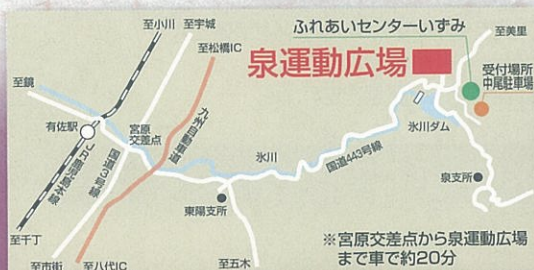 至小川
至宇城
至松橋IC
ふれあいセンターいずみ
至美里
泉運動広場
受付場所
中尾駐車場
至鏡
有佐駅
宮原
交差点
九州自動車道
JR鹿児島本線
国道3号線
氷川
国道443号線
氷川ダム
泉支所
東陽支所
至千丁
至市街
至八代IC
至五木
※宮原交差点から泉運動広場
まで車で約20分